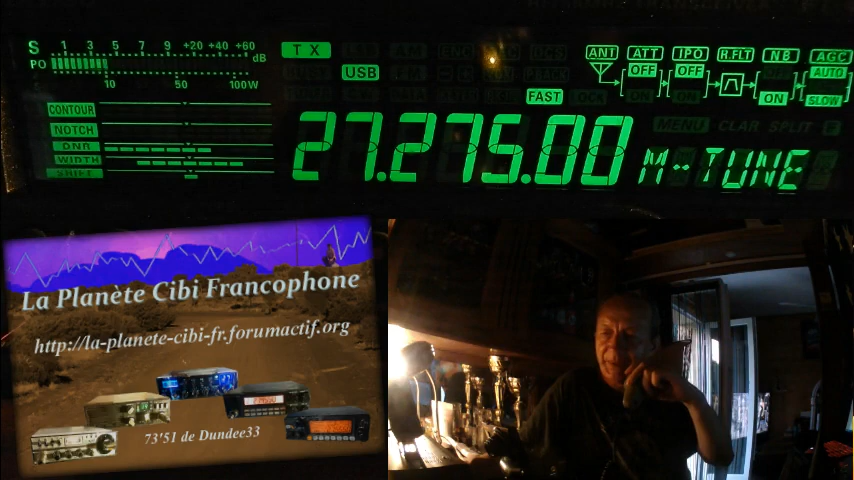 S 1 3 5 7 9 +20 +40 +60 dB
PO
10 50 100W
TX
USB
FAST
ANT ATT IPO R.FLT NB AGC
OFF OFF AUTO
ON SLOW
CONTOUR
NOTCH
DNR
WIDTH
SHIFT
MENU CLAR SPLIT
27.275.00 M--TUNE
La Planète Cibi Francophone
http://la-planete-cibi-fr.forumactif.org
73'51 de Dundee33